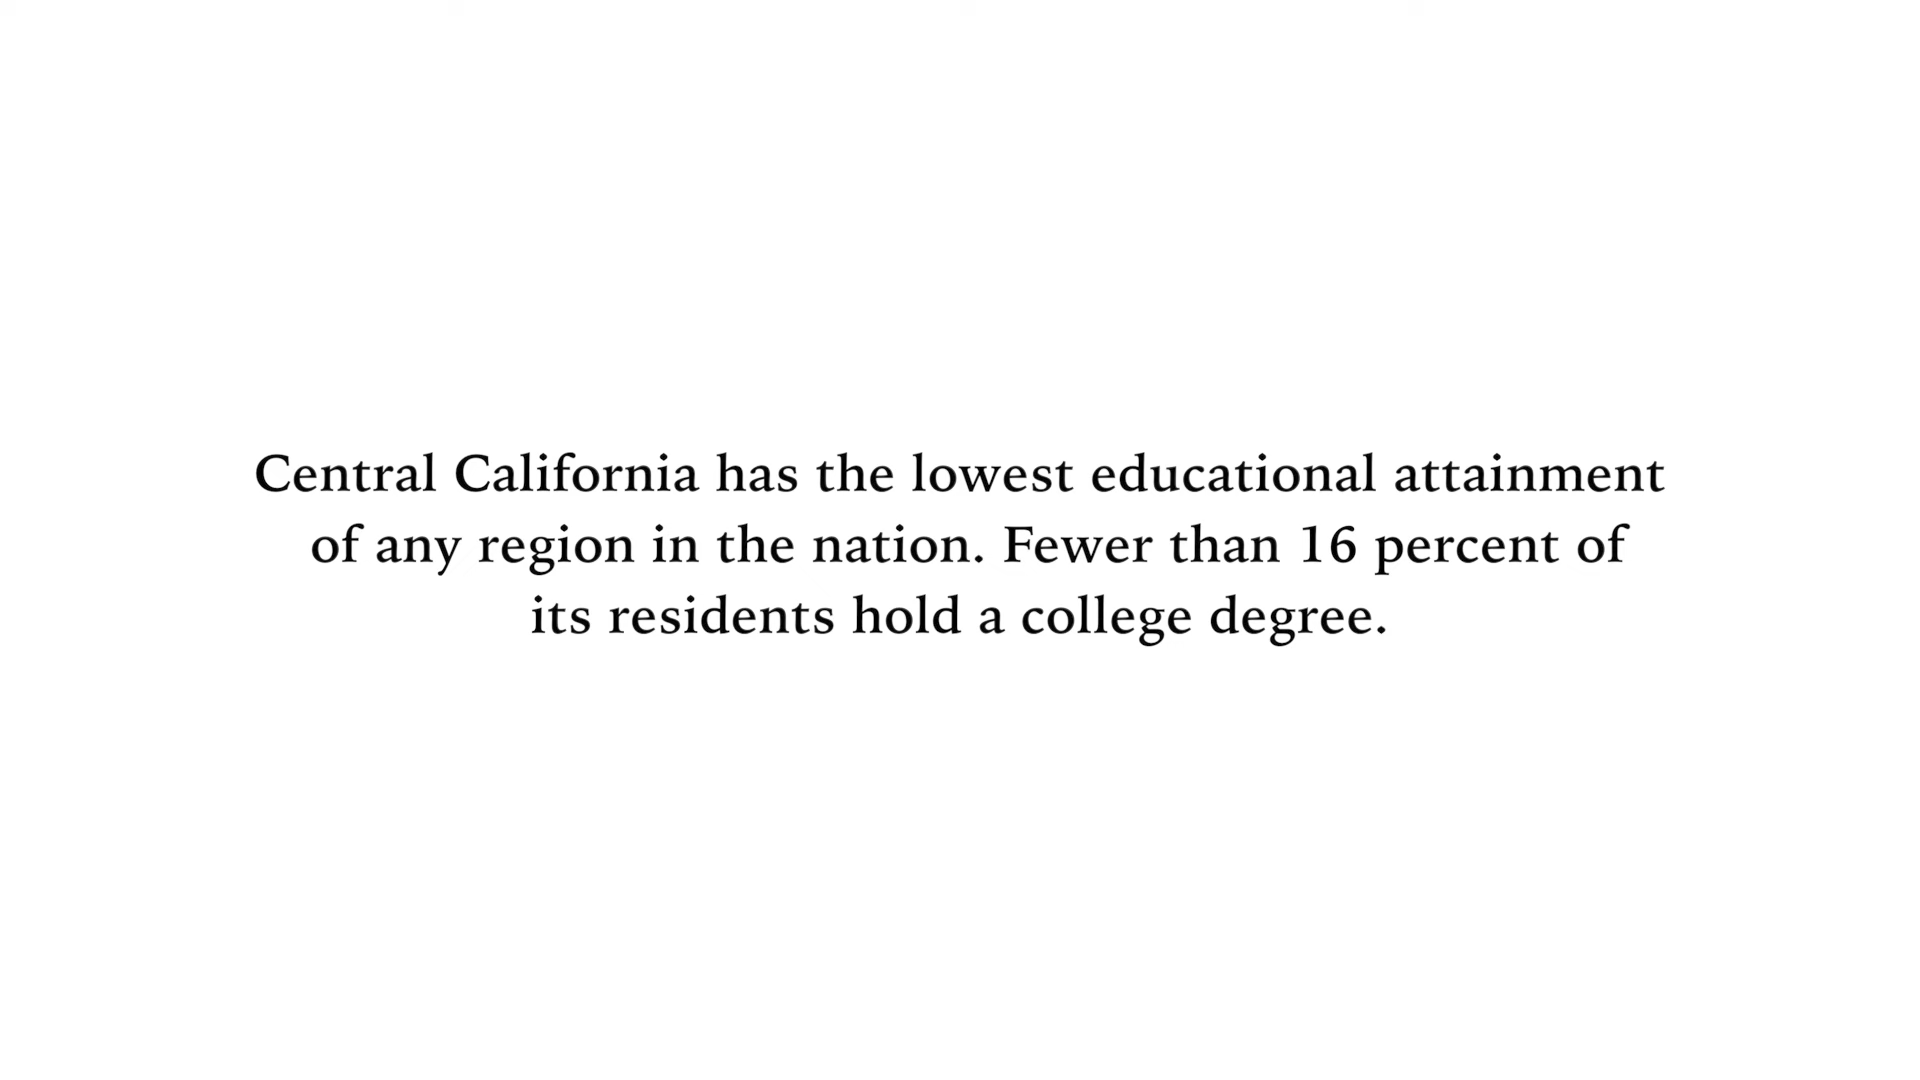 Central California has the lowest educational attainment
of any region in the nation. Fewer than 16 percent of
its residents hold a college degree.